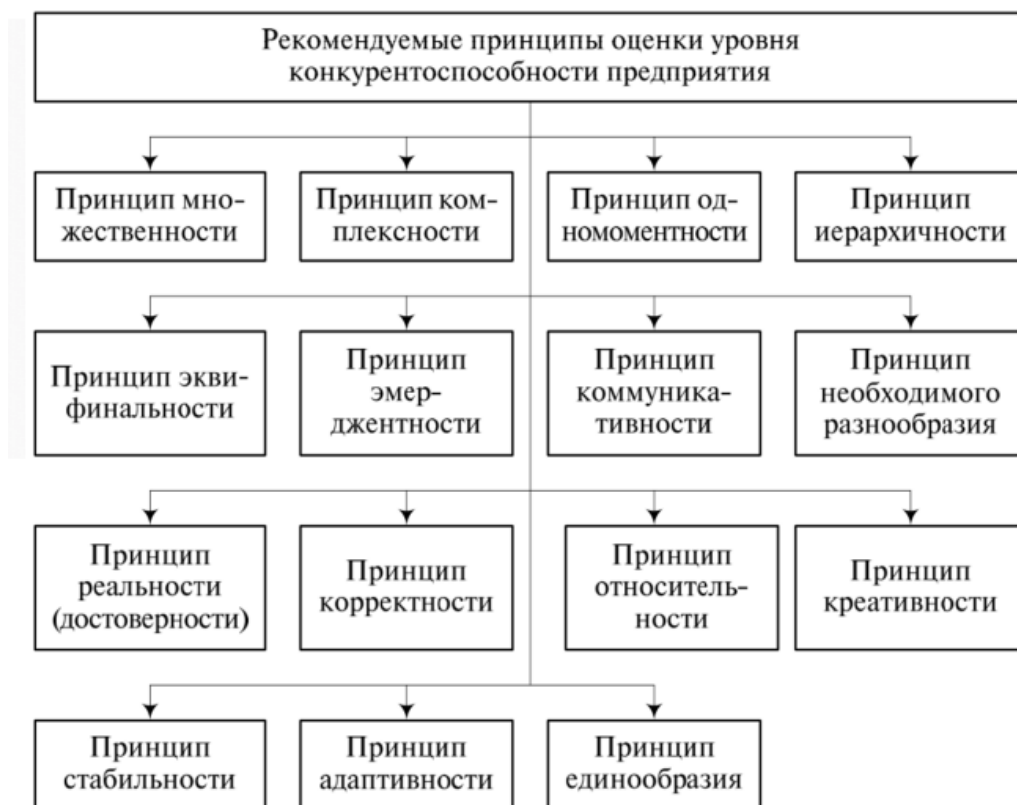 Рекомендуемые принципы оценки уровня
конкурентоспособности предприятия
Принцип мно-
жественности
Принцип ком-
плексности
Принцип од-
номоментности
Принцип
иерархичности
Принцип экви-
финальности
Принцип
эмер-
джентности
Принцип
коммуника-
тивности
Принцип
необходимого
разнообразия
Принцип
реальности
(достоверности)
Принцип
корректности
Принцип
относитель-
ности
Принцип
креативности
Принцип
стабильности
Принцип
адаптивности
Принцип
единообразия